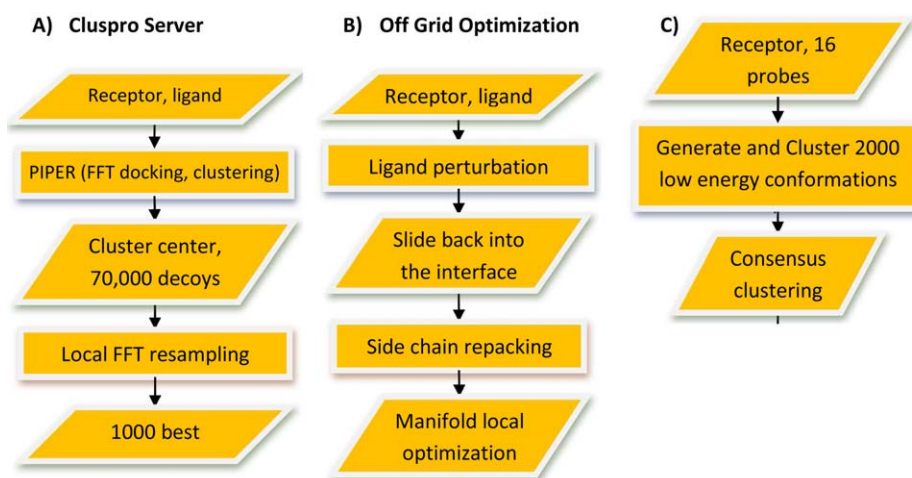 A) Cluspro Server
Receptor, ligand
PIPER (FFT docking, clustering)
Cluster center,
70,000 decoys
Local FFT resampling
1000 best
B) Off Grid Optimization
Receptor, ligand
Ligand perturbation
Slide back into
the interface
Side chain repacking
Manifold local
optimization
C)
Receptor, 16
probes
Generate and Cluster 2000
low energy conformations
Consensus
clustering